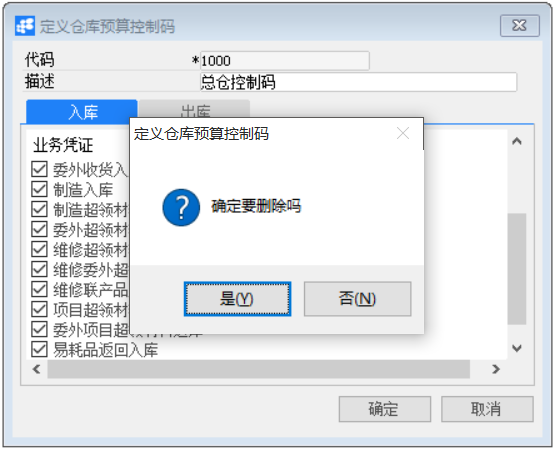 定义仓库预算控制码
代码 *1000
描述 总仓控制码
入库 出库
定义仓库预算控制码
业务凭证
委外收货入
制造入库
制造超领材
确定要删除吗
委外超领材
维修超领材
维修委外超
维修联产品
是(Y) 否(N)
项目超领材
委外项目超
易耗品返回入库
确定 取消